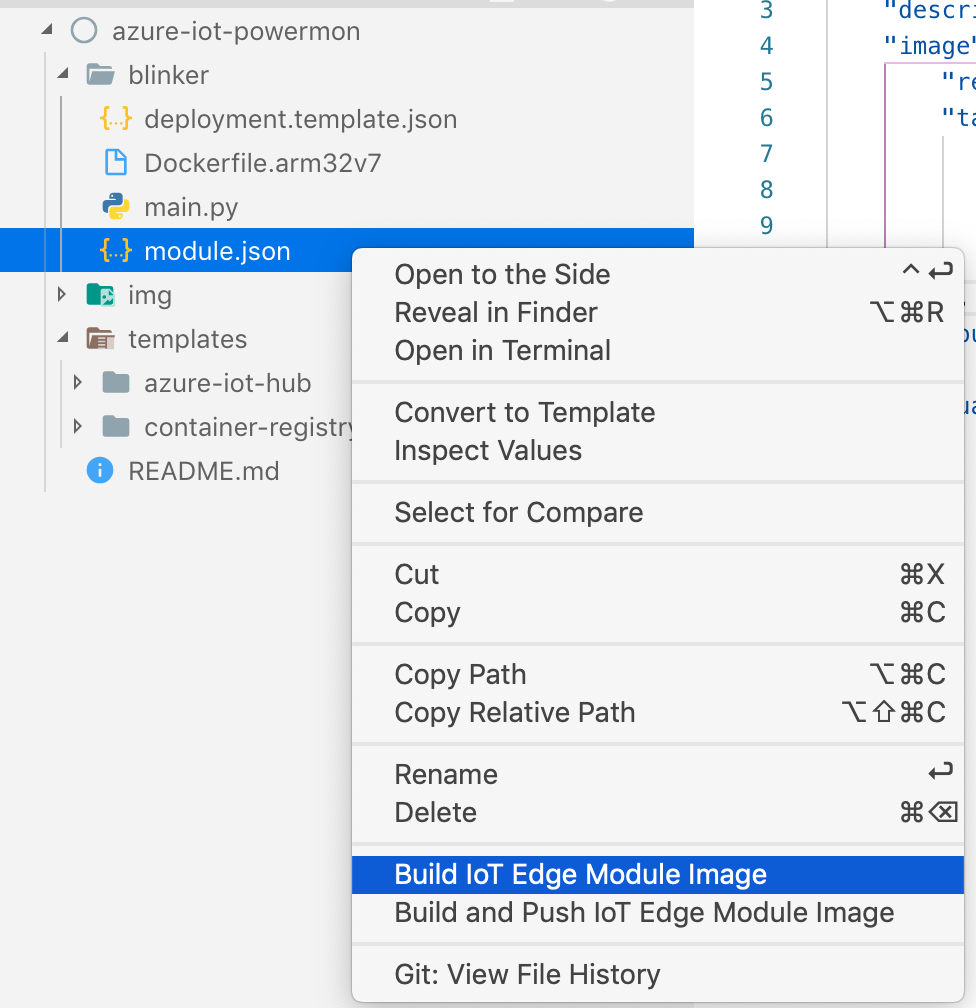 azure-iot-powermon
blinker
{...} deployment.template.json
Dockerfile.arm32v7
main.py
{...} module.json
img
templates
azure-iot-hub
container-registry
README.md
3
4
5
6
7
8
9
"descri
"image"
"re
"ta
Open to the Side ^ ↩
Reveal in Finder ⌥⌘R
Open in Terminal
Convert to Template
Inspect Values
Select for Compare
Cut ⌘X
Copy ⌘C
Copy Path ⌥⌘C
Copy Relative Path ⌥⇧⌘C
Rename ↩
Delete ⌘⌫
Build IoT Edge Module Image
Build and Push IoT Edge Module Image
Git: View File History